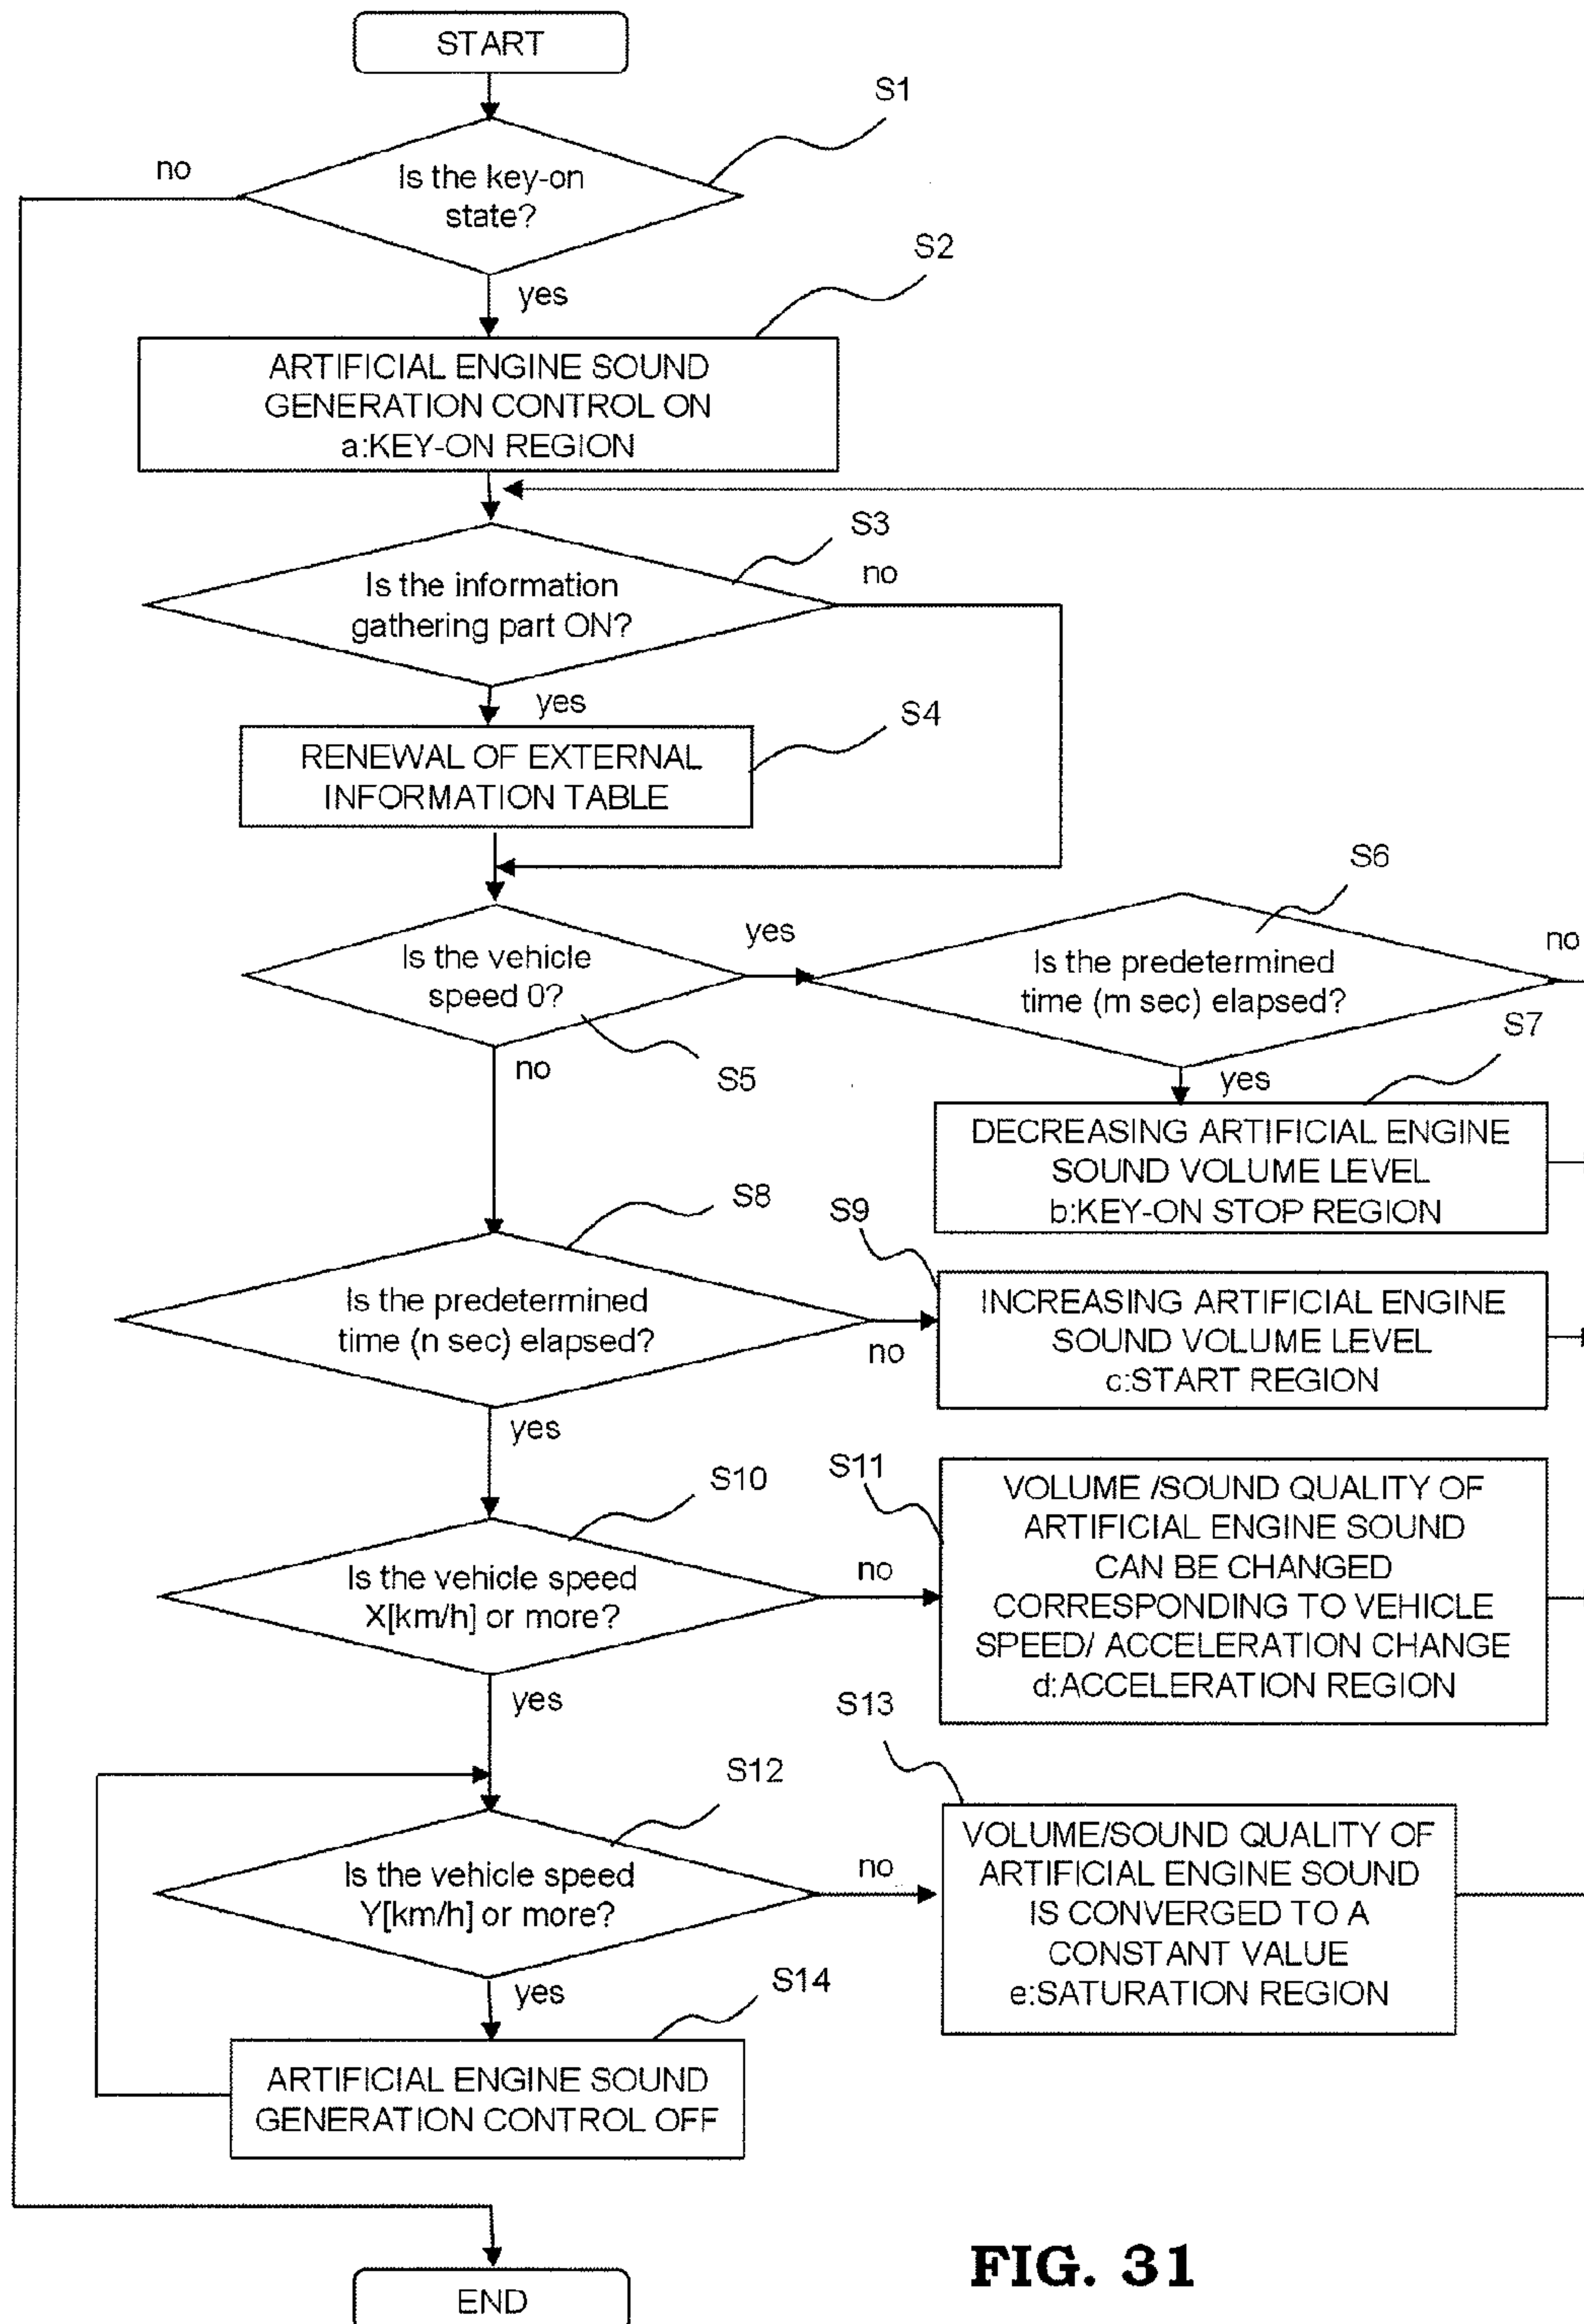 START
S1
no
Is the key-on
state?
S2
yes
ARTIFICIAL ENGINE SOUND
GENERATION CONTROL ON
a:KEY-ON REGION
S3
no
Is the information
gathering part ON?
yes
S4
RENEWAL OF EXTERNAL
INFORMATION TABLE
S6
yes
no
Is the vehicle
speed 0?
Is the predetermined
time (m sec) elapsed?
S7
no
S5
yes
DECREASING ARTIFICIAL ENGINE
SOUND VOLUME LEVEL
b:KEY-ON STOP REGION
S8
S9
Is the predetermined
time (n sec) elapsed?
no
INCREASING ARTIFICIAL ENGINE
SOUND VOLUME LEVEL
c:START REGION
yes
S10
S11
Is the vehicle speed
X[km/h] or more?
no
VOLUME /SOUND QUALITY OF
ARTIFICIAL ENGINE SOUND
CAN BE CHANGED
CORRESPONDING TO VEHICLE
SPEED/ ACCELERATION CHANGE
d:ACCELERATION REGION
yes
S13
S12
Is the vehicle speed
Y[km/h] or more?
no
VOLUME/SOUND QUALITY OF
ARTIFICIAL ENGINE SOUND
IS CONVERGED TO A
CONSTANT VALUE
e:SATURATION REGION
yes
S14
ARTIFICIAL ENGINE SOUND
GENERATION CONTROL OFF
END
FIG. 31